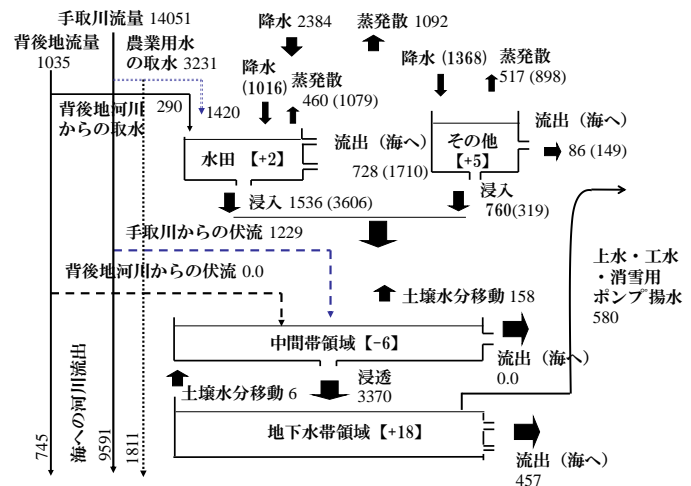 手取川流量 14051
背後地流量
1035
農業用水
の取水 3231
降水 2384
蒸発散 1092
降水
(1016)
蒸発散
460 (1079)
降水 (1368)
蒸発散
517 (898)
背後地河川
からの取水
290
1420
水田 【+2】
流出（海へ）
728 (1710)
その他
【+5】
流出（海へ）
86 (149)
浸入 1536 (3606)
浸入
760(319)
手取川からの伏流 1229
背後地河川からの伏流 0.0
上水・工水
・消雪用
ポンプ揚水
580
土壌水分移動 158
中間帯領域【-6】
流出（海へ）
0.0
浸透
3370
土壌水分移動 6
地下水帯領域【+18】
流出（海へ）
457
海への河川流出
745
9591
1811